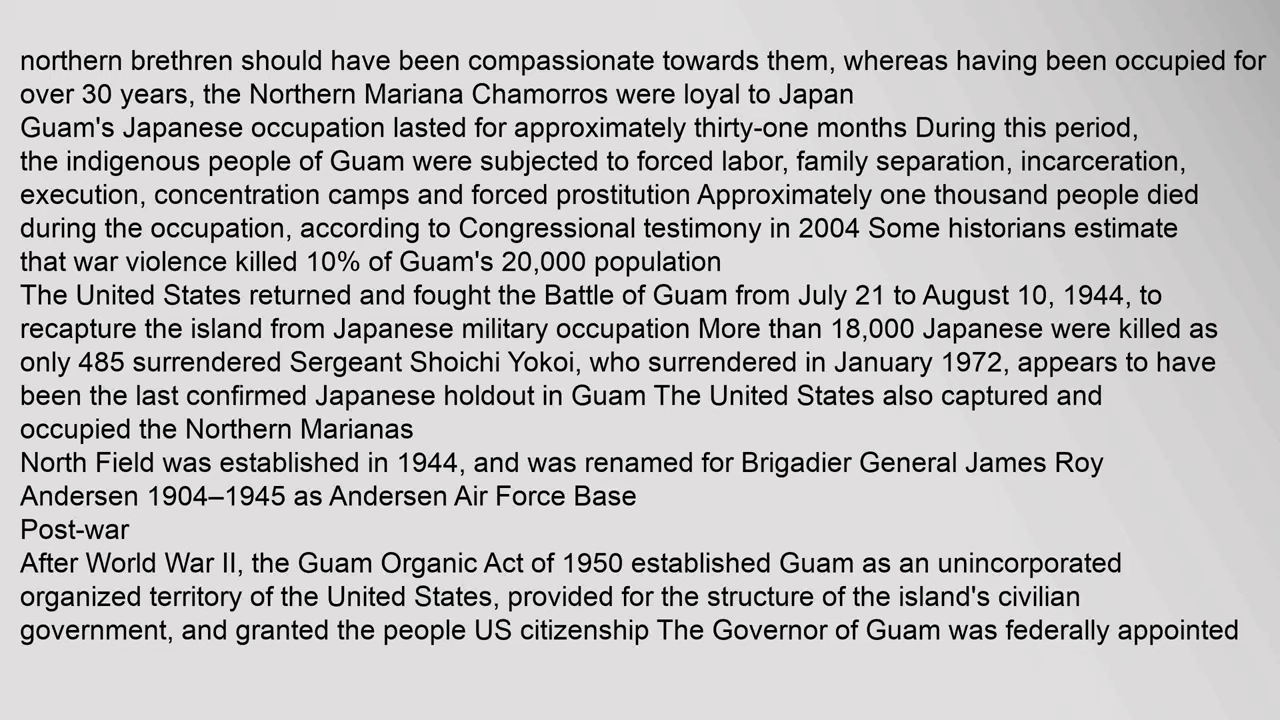 northern brethren should have been compassionate towards them, whereas having been occupied for
over 30 years, the Northern Mariana Chamorros were loyal to Japan
Guam's Japanese occupation lasted for approximately thirty-one months During this period,
the indigenous people of Guam were subjected to forced labor, family separation, incarceration,
execution, concentration camps and forced prostitution Approximately one thousand people died
during the occupation, according to Congressional testimony in 2004 Some historians estimate
that war violence killed 10% of Guam's 20,000 population
The United States returned and fought the Battle of Guam from July 21 to August 10, 1944, to
recapture the island from Japanese military occupation More than 18,000 Japanese were killed as
only 485 surrendered Sergeant Shoichi Yokoi, who surrendered in January 1972, appears to have
been the last confirmed Japanese holdout in Guam The United States also captured and
occupied the Northern Marianas
North Field was established in 1944, and was renamed for Brigadier General James Roy
Andersen 1904–1945 as Andersen Air Force Base
Post-war
After World War II, the Guam Organic Act of 1950 established Guam as an unincorporated
organized territory of the United States, provided for the structure of the island's civilian
government, and granted the people US citizenship The Governor of Guam was federally appointed